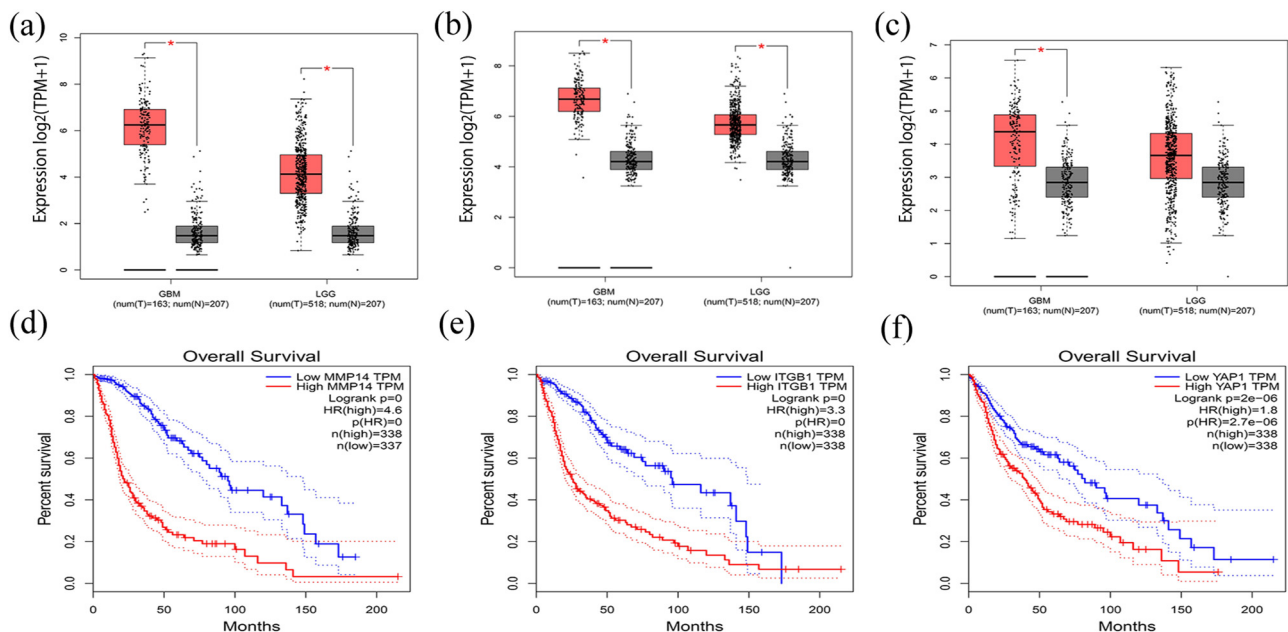 (a)
Expression log2(TPM+1)
10
8
6
4
2
0
*
*
GBM
(num(T)=163; num(N)=207)
LGG
(num(T)=518; num(N)=207)
(b)
Expression log2(TPM+1)
8
6
4
2
0
*
*
GBM
(num(T)=163; num(N)=207)
LGG
(num(T)=518; num(N)=207)
(c)
Expression log2(TPM+1)
7
6
5
4
3
2
1
0
*
GBM
(num(T)=163; num(N)=207)
LGG
(num(T)=518; num(N)=207)
(d)
Overall Survival
Low MMP14 TPM
High MMP14 TPM
Logrank p=0
HR(high)=4.6
p(HR)=0
n(high)=338
n(low)=337
Percent survival
1.0
0.8
0.6
0.4
0.2
0.0
0 50 100 150 200
Months
(e)
Overall Survival
Low ITGB1 TPM
High ITGB1 TPM
Logrank p=0
HR(high)=3.3
p(HR)=0
n(high)=338
n(low)=338
Percent survival
1.0
0.8
0.6
0.4
0.2
0.0
0 50 100 150 200
Months
(f)
Overall Survival
Low YAP1 TPM
High YAP1 TPM
Logrank p=2e-06
HR(high)=1.8
p(HR)=2.7e-06
n(high)=338
n(low)=338
Percent survival
1.0
0.8
0.6
0.4
0.2
0.0
0 50 100 150 200
Months